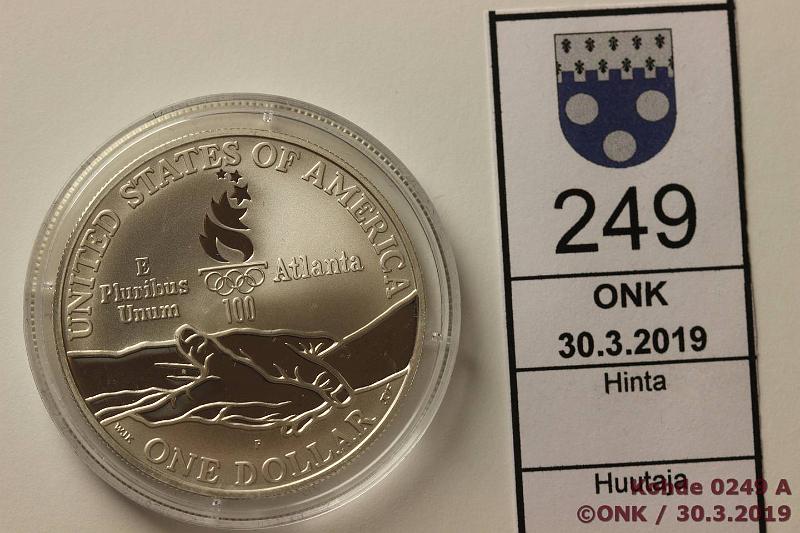 UNITED STATES OF AMERICA
E
Pluribus
Unum
Atlanta
100
WJK
P
ONE DOLLAR
249
ONK
30.3.2019
Hinta
Huutaja
Kohde 0249 A
©ONK / 30.3.2019